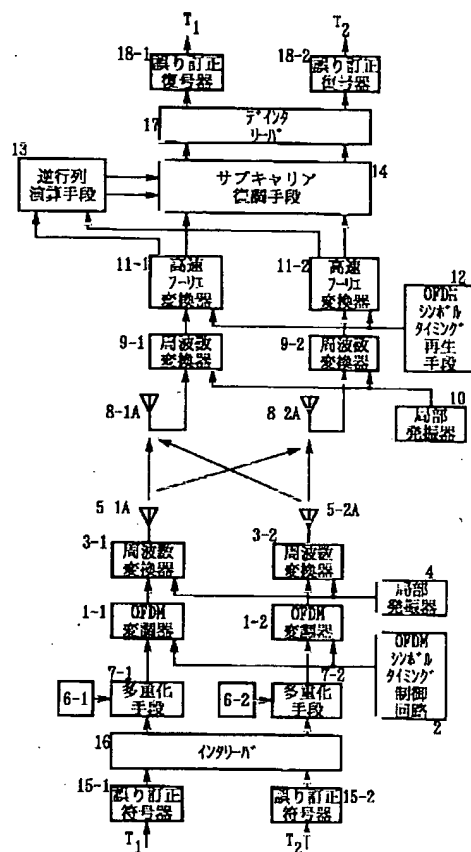 T1
T2
18-1
誤り訂正
復号器
18-2
誤り訂正
復号器
17
デインタ
リーバ
13
逆行列
演算手段
サブキャリア
復調手段
14
11-1
高速
フーリエ
変換器
11-2
高速
フーリエ
変換器
12
OFDM
シンボル
タイミング
再生
手段
9-1
周波数
変換器
9-2
周波数
変換器
10
局部
発振器
8-1A
8-2A
5-1A
5-2A
3-1
周波数
変換器
3-2
周波数
変換器
4
局部
発振器
1-1
OFDM
変調器
1-2
OFDM
変調器
OFDM
シンボル
タイミング
制御
回路
2
7-1
6-1
多重化
手段
7-2
6-2
多重化
手段
16
インタリーバ
15-1
誤り訂正
符号器
誤り訂正
符号器
15-2
T1
T2